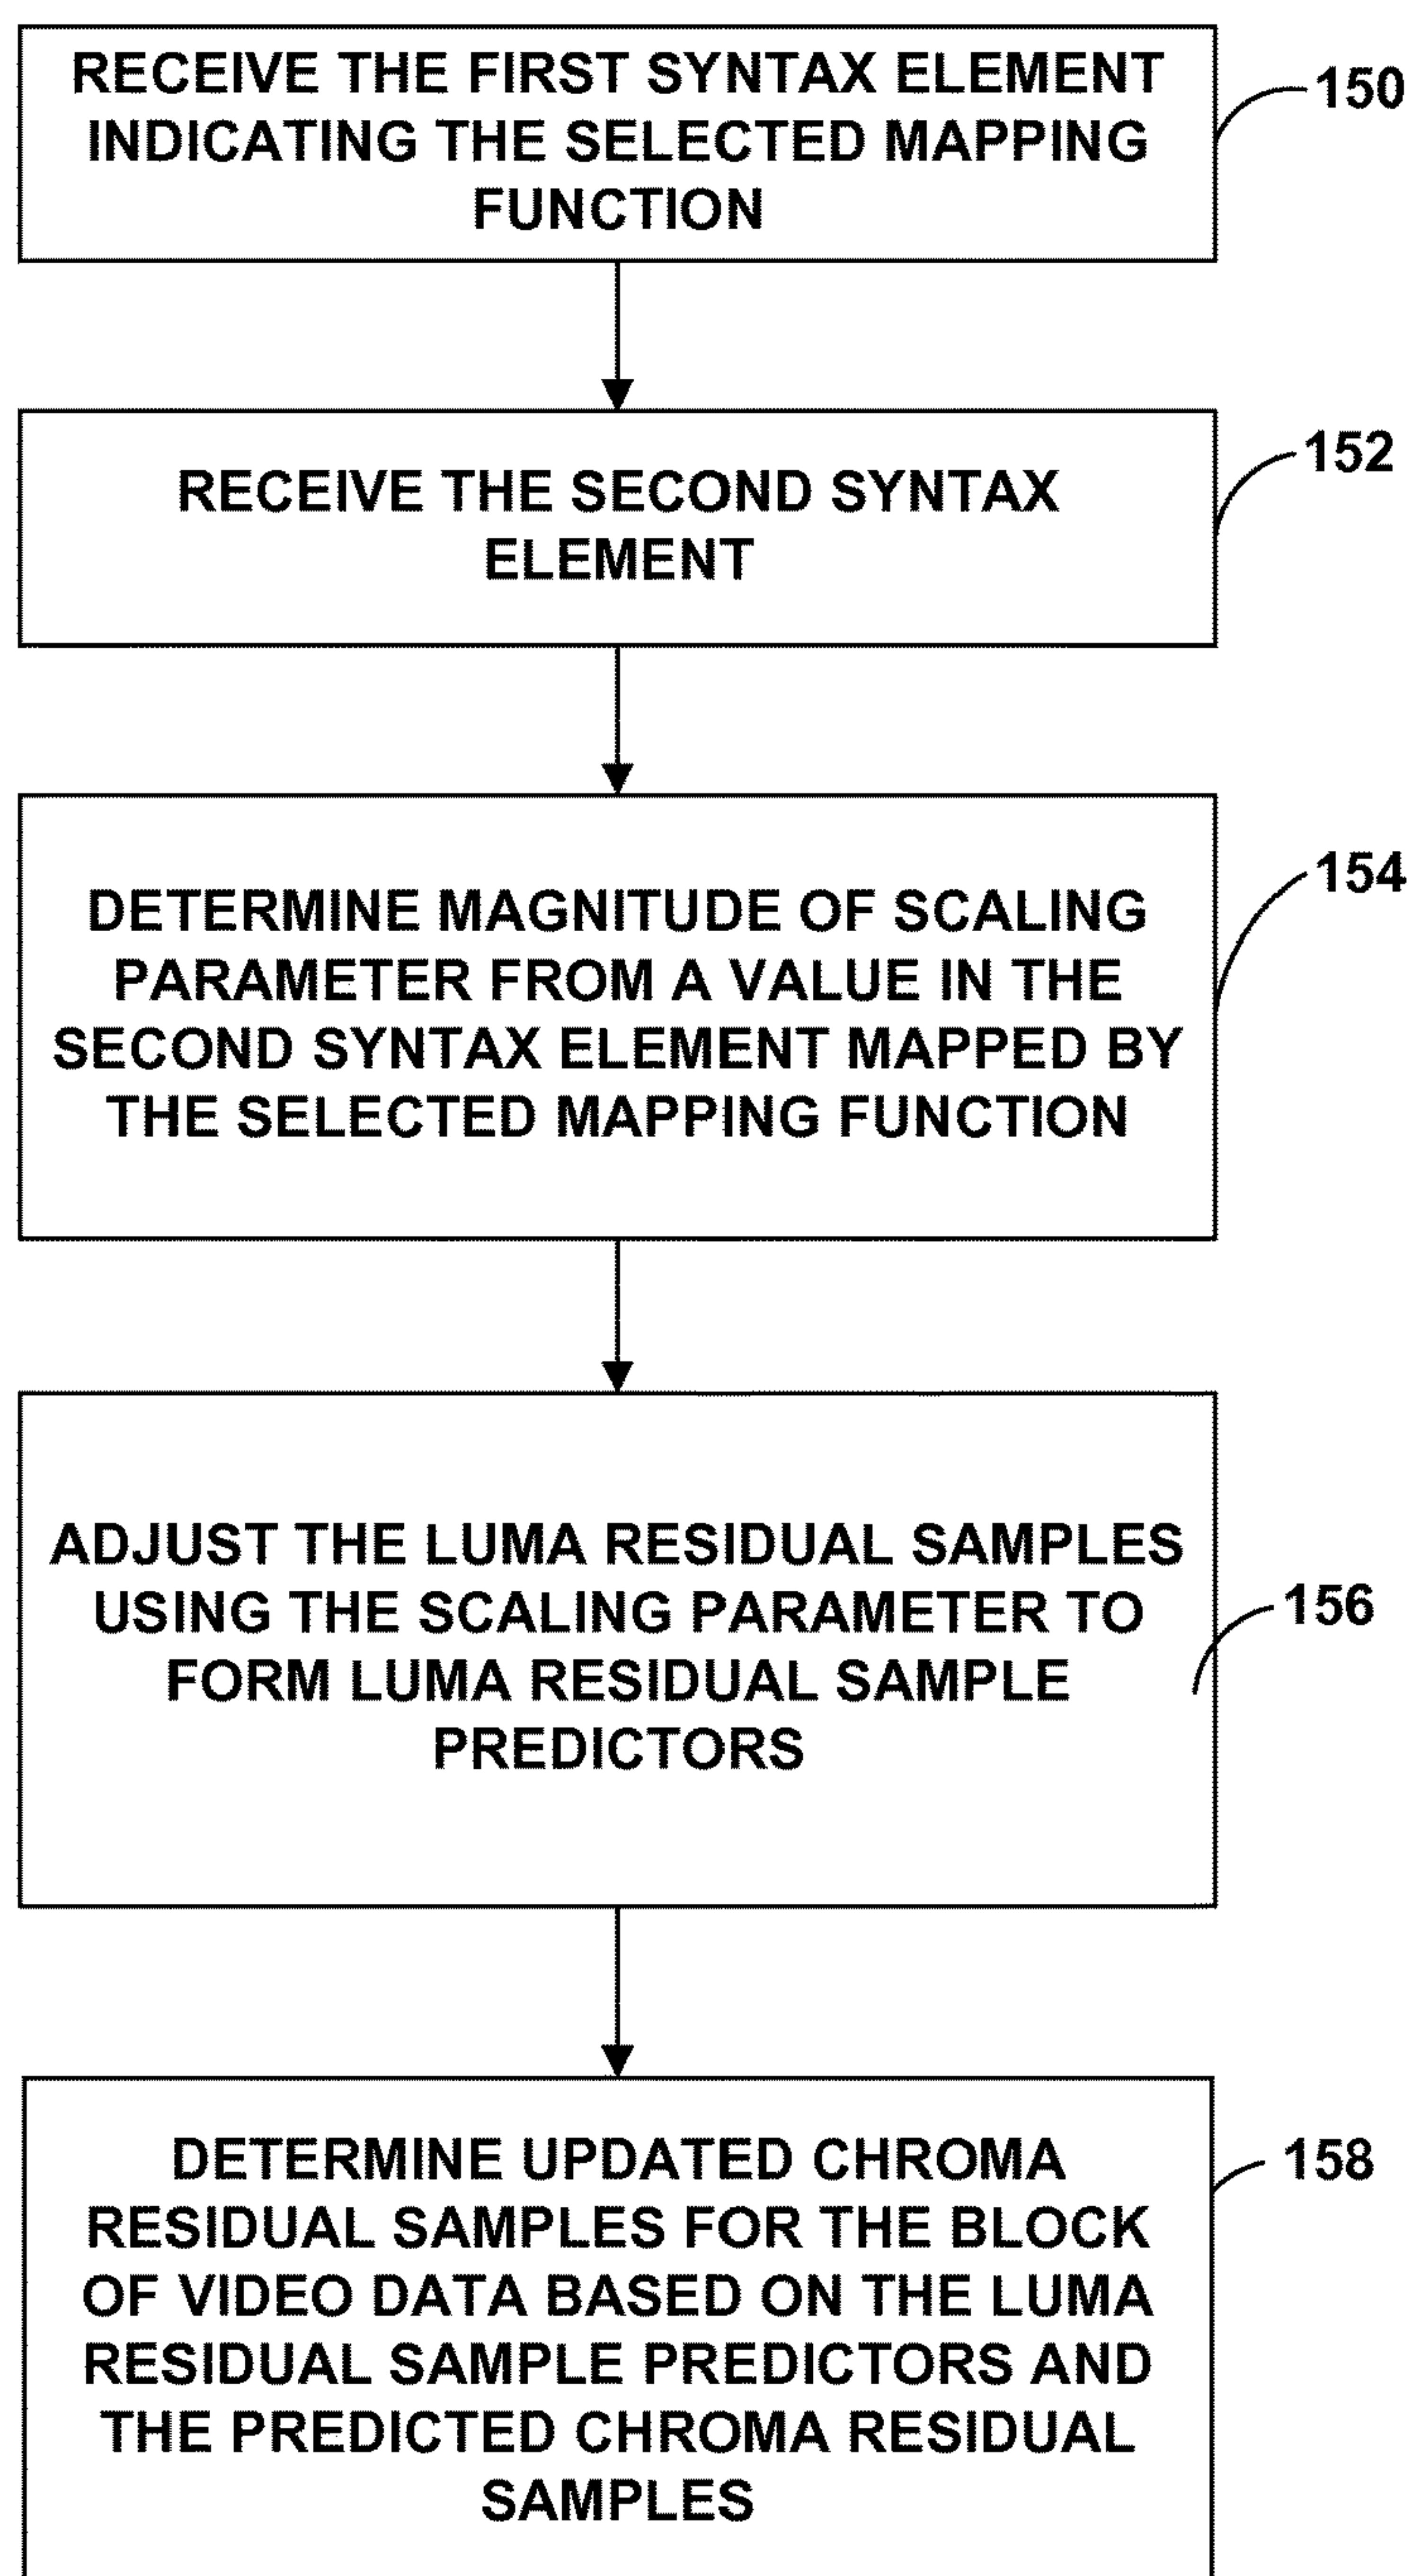 RECEIVE THE FIRST SYNTAX ELEMENT
INDICATING THE SELECTED MAPPING
FUNCTION
150
RECEIVE THE SECOND SYNTAX
ELEMENT
152
DETERMINE MAGNITUDE OF SCALING
PARAMETER FROM A VALUE IN THE
SECOND SYNTAX ELEMENT MAPPED BY
THE SELECTED MAPPING FUNCTION
154
ADJUST THE LUMA RESIDUAL SAMPLES
USING THE SCALING PARAMETER TO
FORM LUMA RESIDUAL SAMPLE
PREDICTORS
156
DETERMINE UPDATED CHROMA
RESIDUAL SAMPLES FOR THE BLOCK
OF VIDEO DATA BASED ON THE LUMA
RESIDUAL SAMPLE PREDICTORS AND
THE PREDICTED CHROMA RESIDUAL
SAMPLES
158